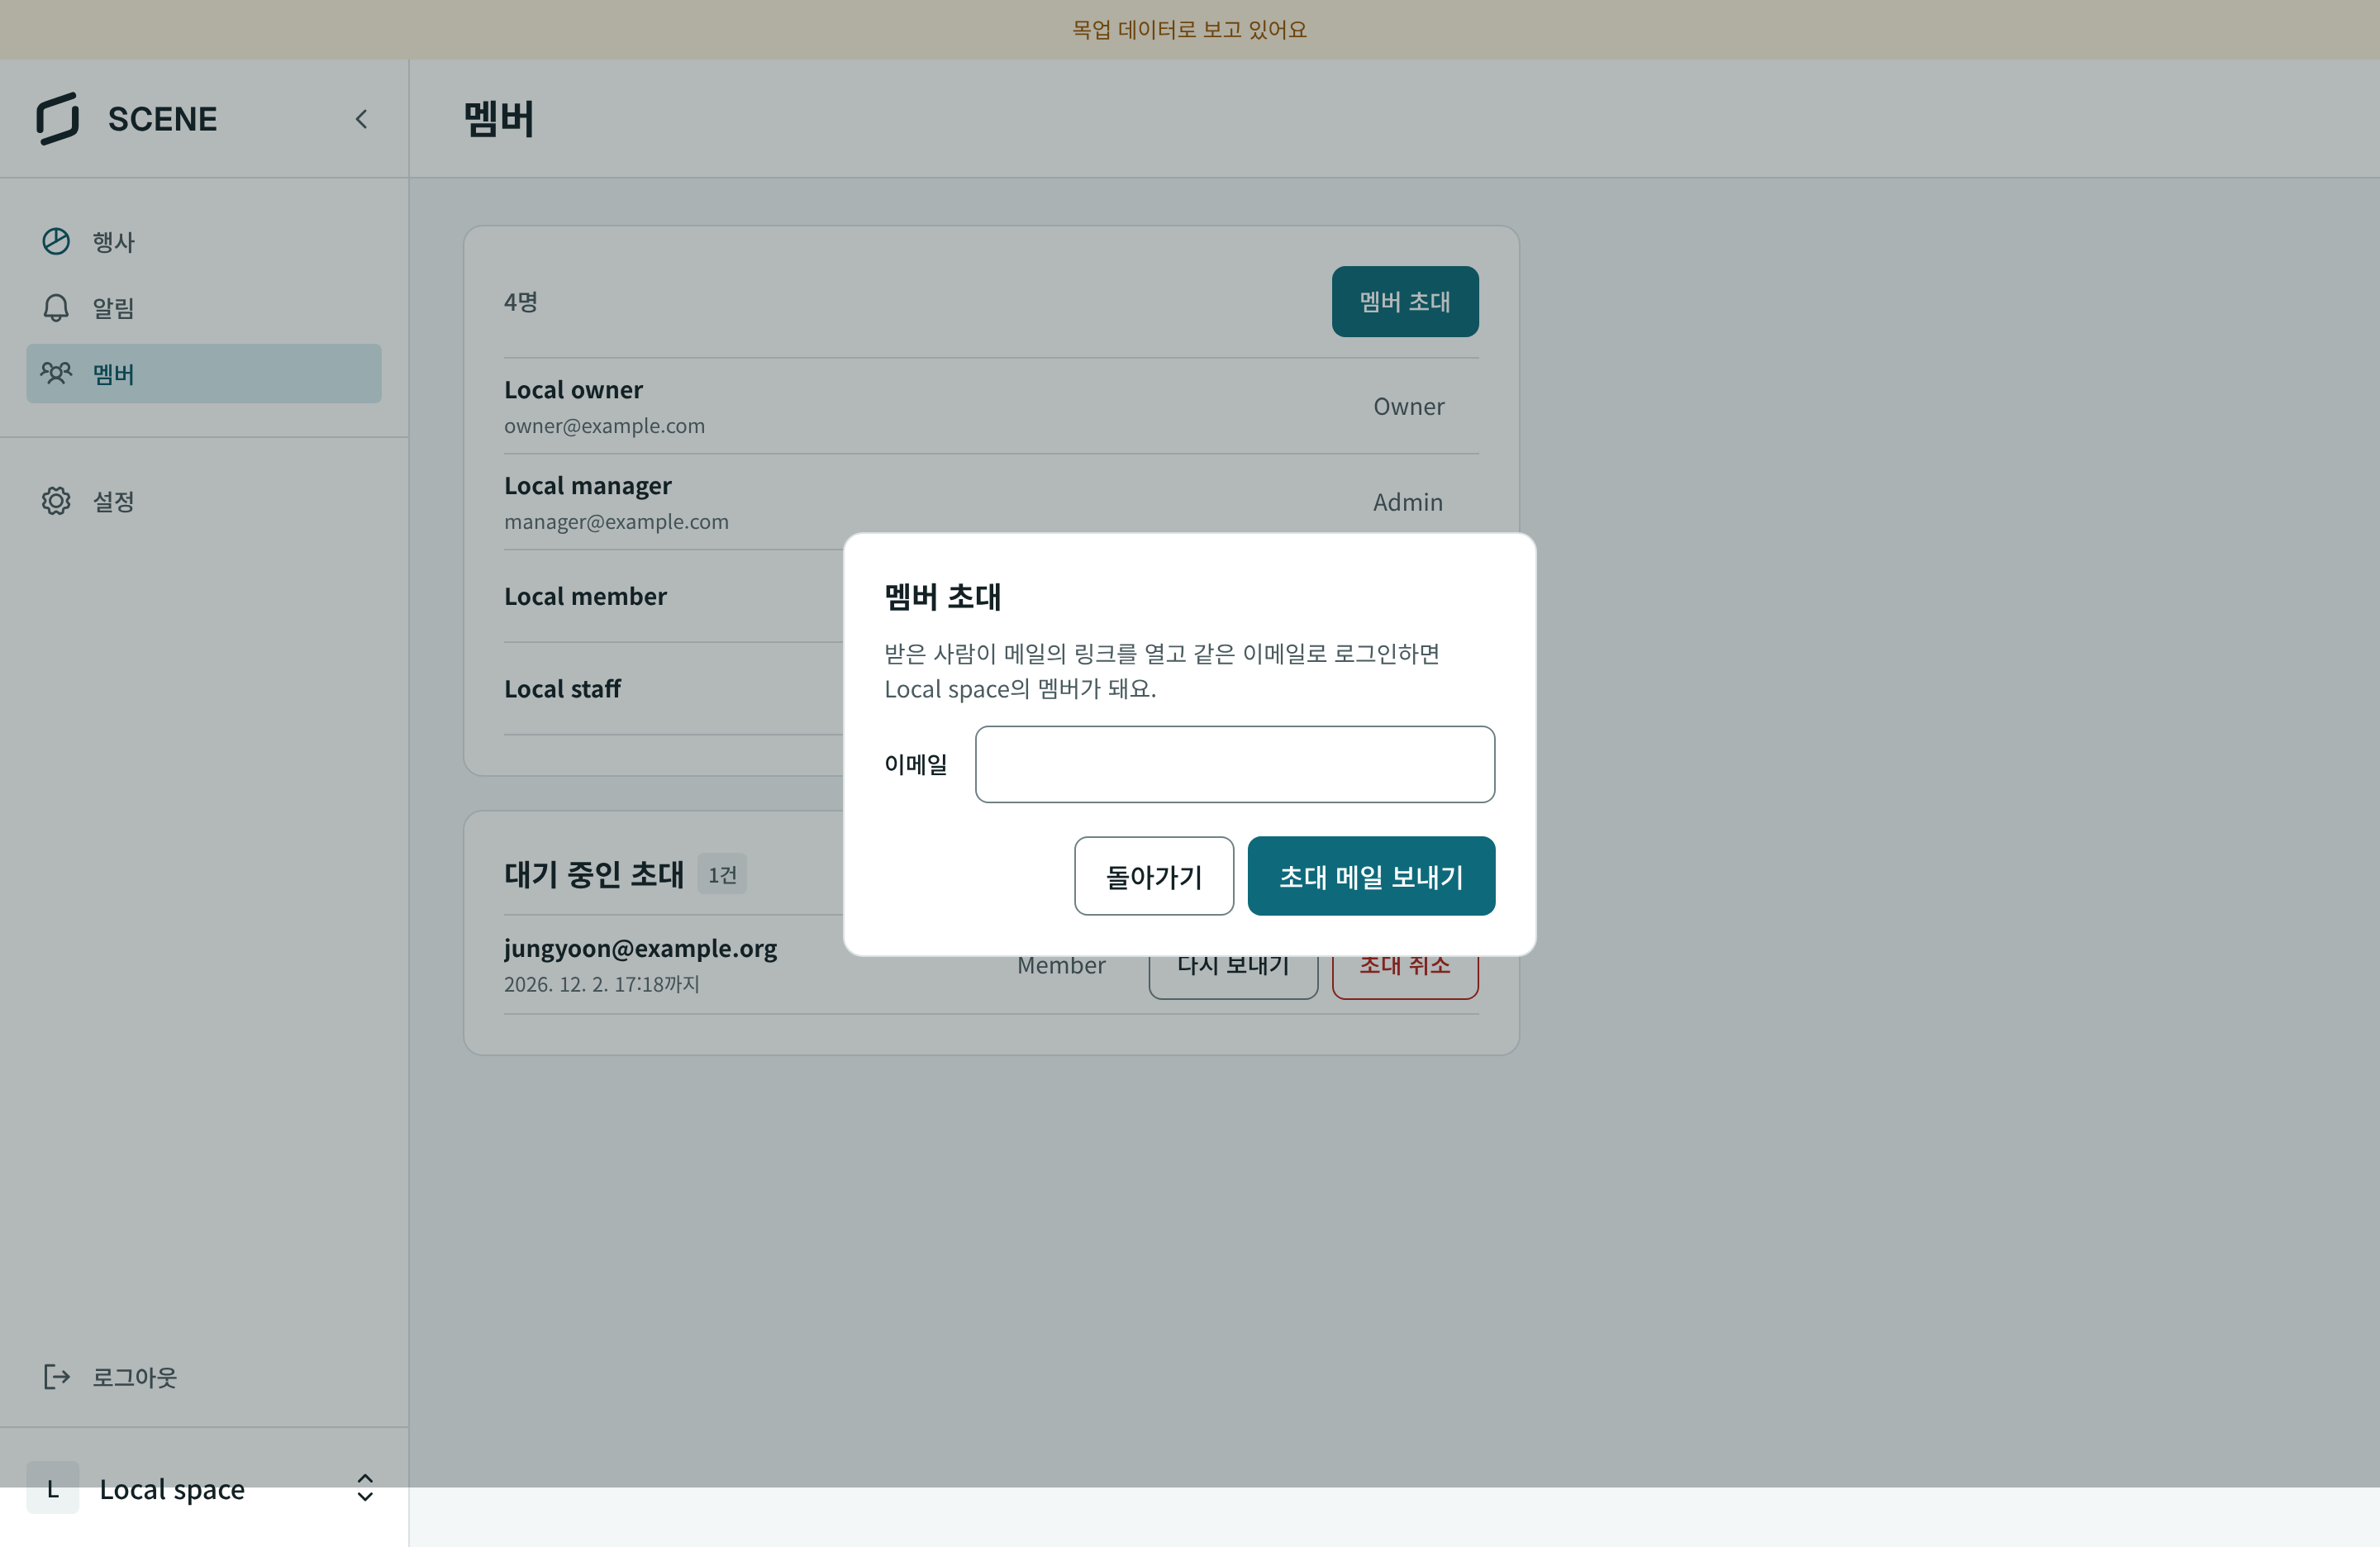 목업 데이터로 보고 있어요
SCENE
멤버
행사
알림
멤버
설정
4명
멤버 초대
Local owner
owner@example.com
Owner
Local manager
manager@example.com
Admin
Local member
Local staff
멤버 초대
받은 사람이 메일의 링크를 열고 같은 이메일로 로그인하면
Local space의 멤버가 돼요.
이메일
돌아가기
초대 메일 보내기
대기 중인 초대
1건
jungyoon@example.org
2026. 12. 2. 17:18까지
Member
다시 보내기
초대 취소
로그아웃
L
Local space